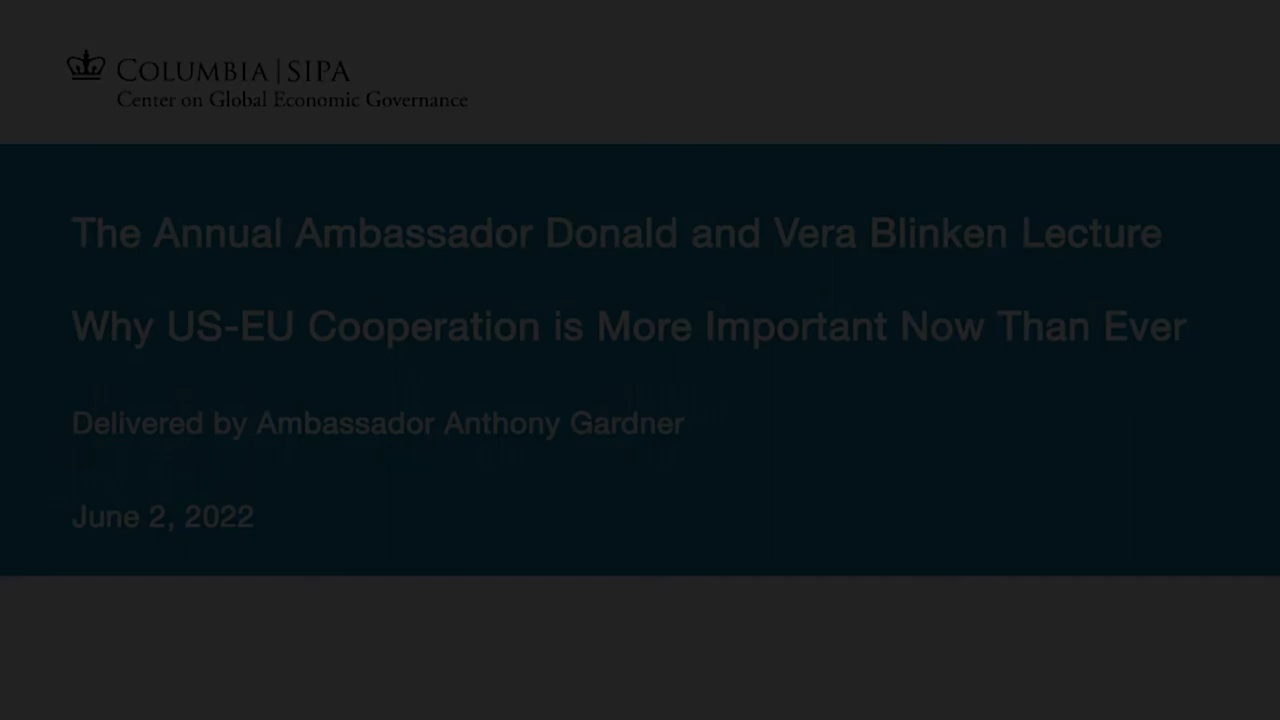 COLUMBIA | SIPA
Center on Global Economic Governance
The Annual Ambassador Donald and Vera Blinken Lecture
Why US-EU Cooperation is More Important Now Than Ever
Delivered by Ambassador Anthony Gardner
June 2, 2022